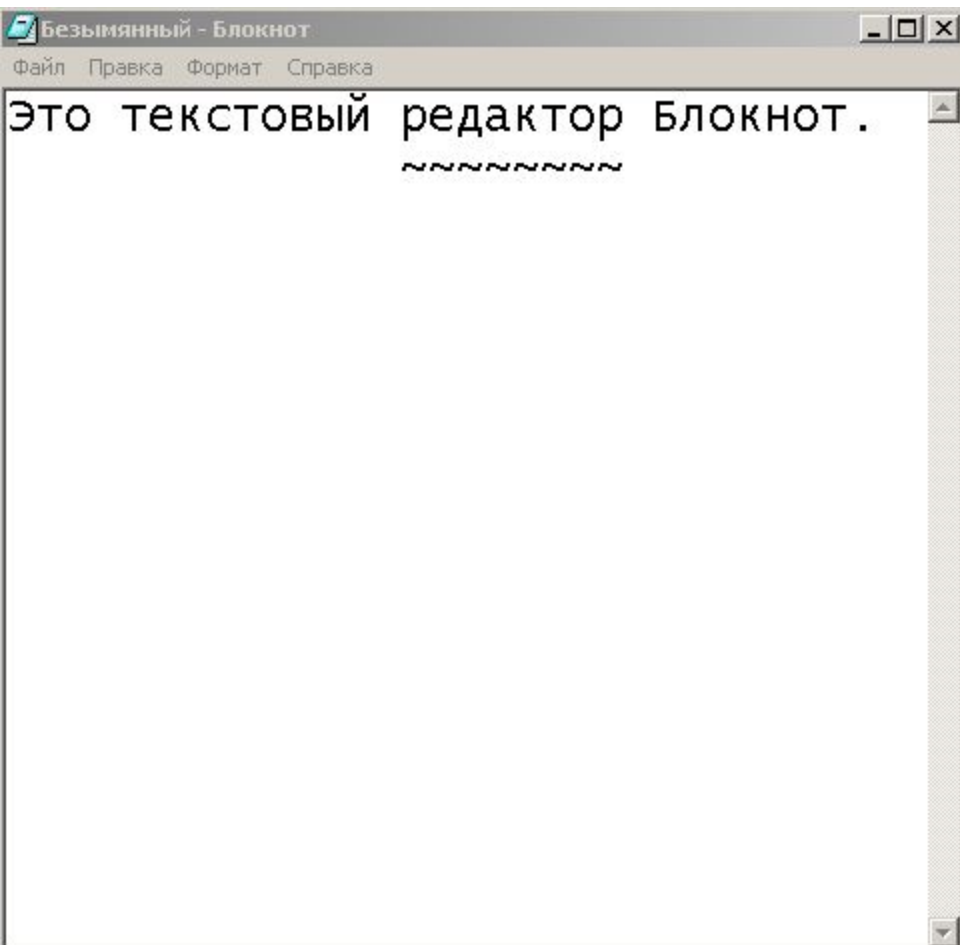 Безымянный - Блокнот
Файл Правка Формат Справка
Это текстовый редактор Блокнот.
~~~~~~~~